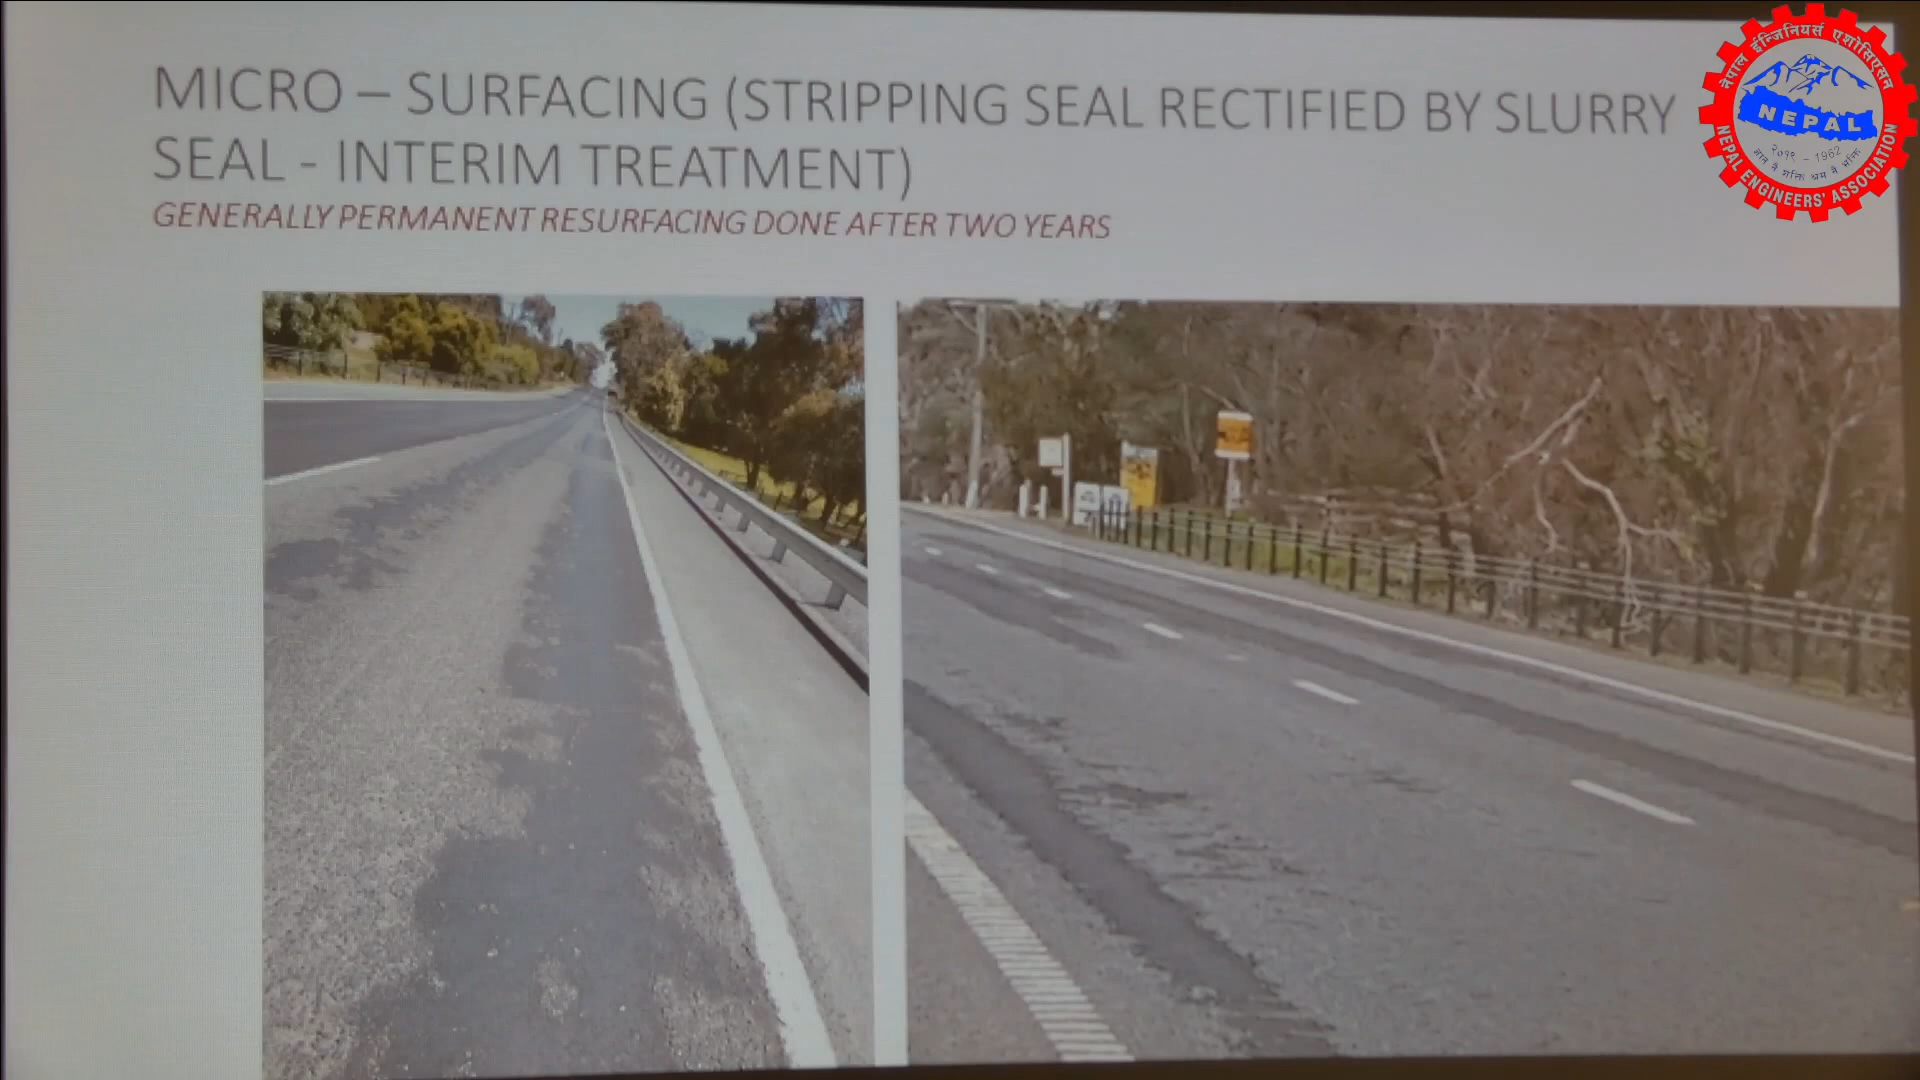 MICRO – SURFACING (STRIPPING SEAL RECTIFIED BY SLURRY
SEAL - INTERIM TREATMENT)
GENERALLY PERMANENT RESURFACING DONE AFTER TWO YEARS
नेपाल ईन्जिनियर्स एशोसिएसन
NEPAL
२०१९ – 1962
NEPAL ENGINEERS' ASSOCIATION